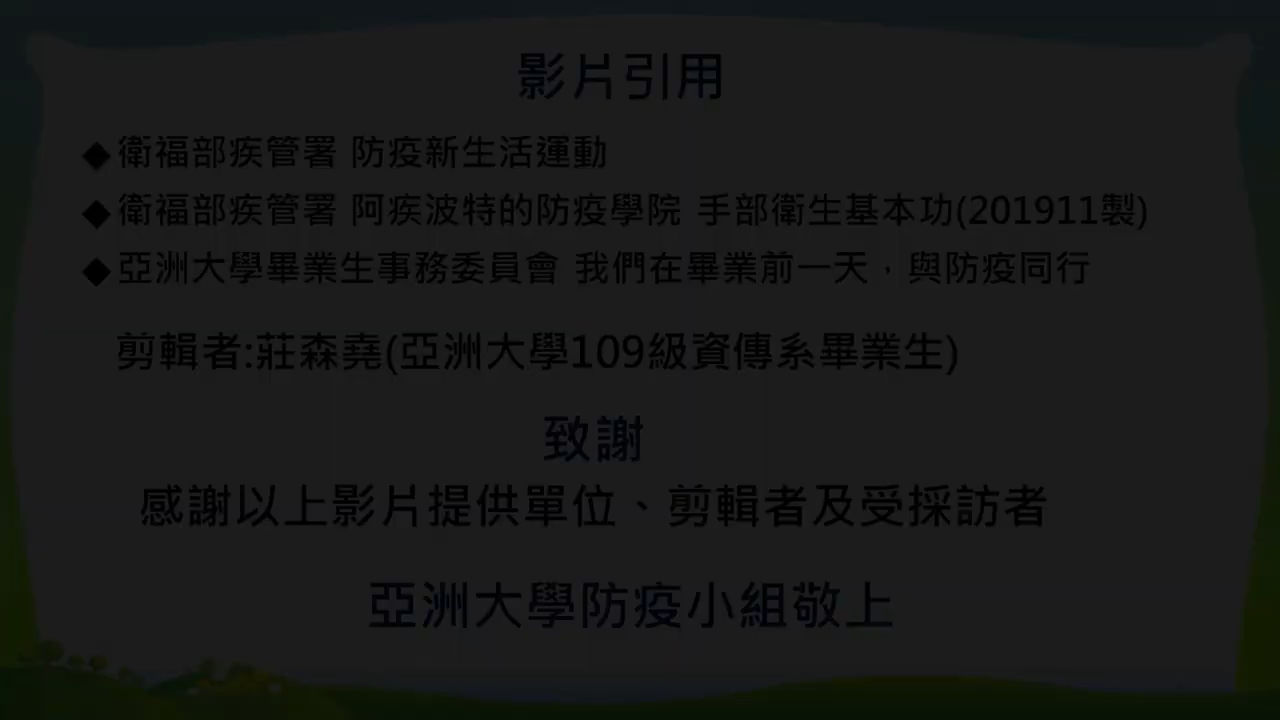 影片引用
◆衛福部疾管署 防疫新生活運動
◆衛福部疾管署 阿疾波特的防疫學院 手部衛生基本功(201911製)
◆亞洲大學畢業生事務委員會 我們在畢業前一天，與防疫同行
剪輯者:莊森堯(亞洲大學109級資傳系畢業生)
致謝
感謝以上影片提供單位、剪輯者及受採訪者
亞洲大學防疫小組敬上